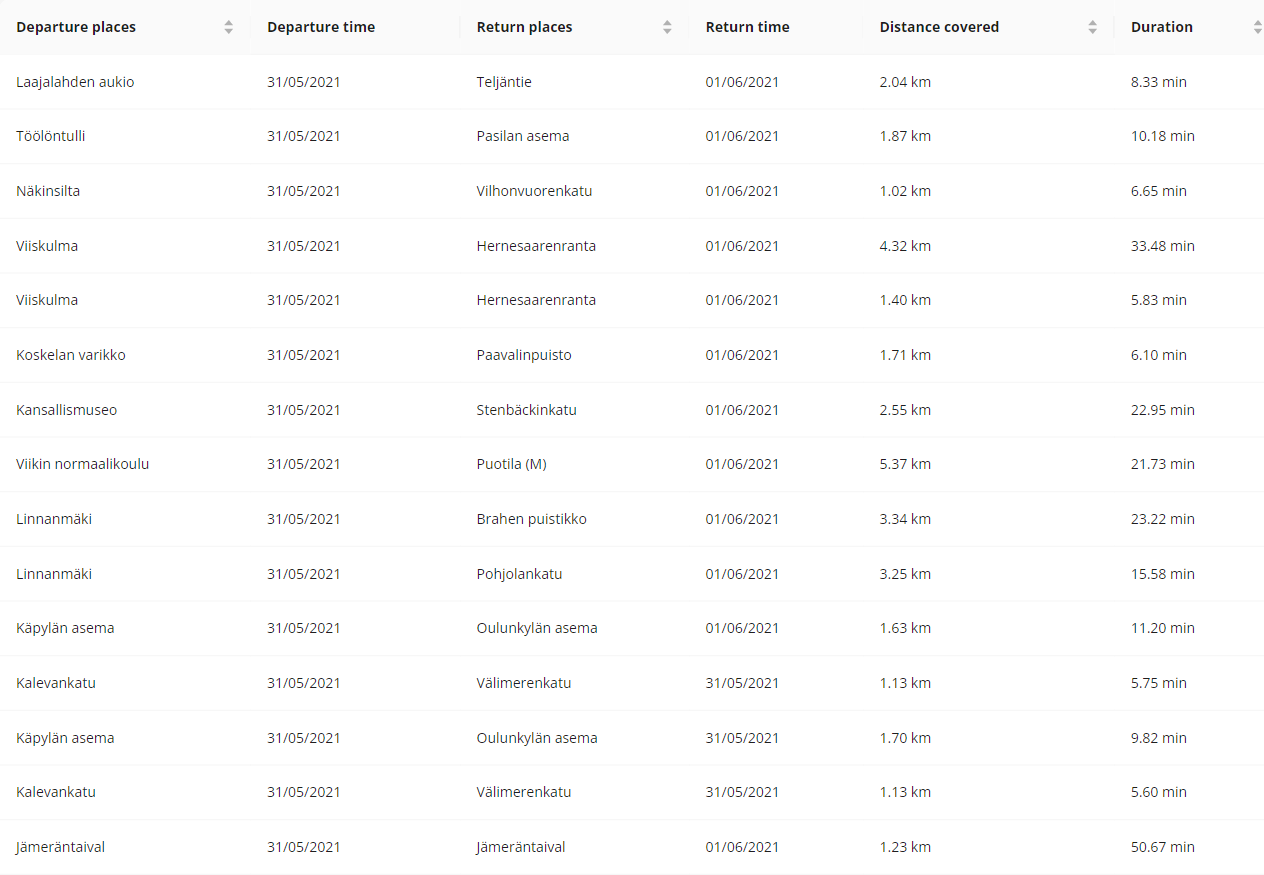 Departure places Departure time Return places Return time Distance covered Duration
Laajalahden aukio 31/05/2021 Teljäntie 01/06/2021 2.04 km 8.33 min
Töölöntulli 31/05/2021 Pasilan asema 01/06/2021 1.87 km 10.18 min
Näkinsilta 31/05/2021 Vilhonvuorenkatu 01/06/2021 1.02 km 6.65 min
Viiskulma 31/05/2021 Hernesaarenranta 01/06/2021 4.32 km 33.48 min
Viiskulma 31/05/2021 Hernesaarenranta 01/06/2021 1.40 km 5.83 min
Koskelan varikko 31/05/2021 Paavalinpuisto 01/06/2021 1.71 km 6.10 min
Kansallismuseo 31/05/2021 Stenbäckinkatu 01/06/2021 2.55 km 22.95 min
Viikin normaalikoulu 31/05/2021 Puotila (M) 01/06/2021 5.37 km 21.73 min
Linnanmäki 31/05/2021 Brahen puistikko 01/06/2021 3.34 km 23.22 min
Linnanmäki 31/05/2021 Pohjolankatu 01/06/2021 3.25 km 15.58 min
Käpylän asema 31/05/2021 Oulunkylän asema 01/06/2021 1.63 km 11.20 min
Kalevankatu 31/05/2021 Välimerenkatu 31/05/2021 1.13 km 5.75 min
Käpylän asema 31/05/2021 Oulunkylän asema 31/05/2021 1.70 km 9.82 min
Kalevankatu 31/05/2021 Välimerenkatu 31/05/2021 1.13 km 5.60 min
Jämeräntaival 31/05/2021 Jämeräntaival 01/06/2021 1.23 km 50.67 min